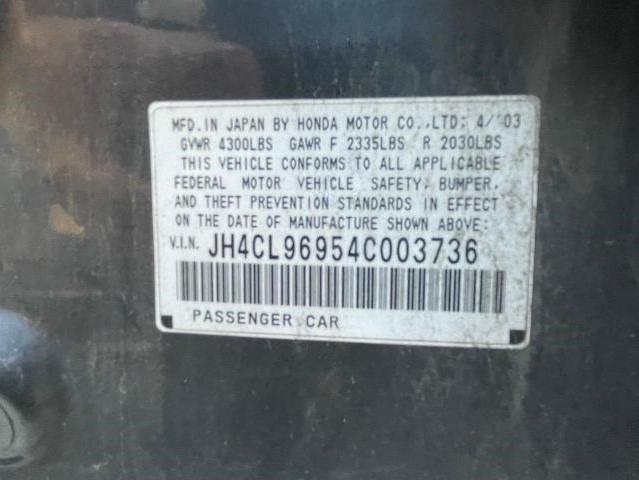 MFD. IN JAPAN BY HONDA MOTOR CO.,LTD: 4/'03
GVWR 4300LBS GAWR F 2335LBS R 2030LBS
THIS VEHICLE CONFORMS TO ALL APPLICABLE
FEDERAL MOTOR VEHICLE SAFETY, BUMPER,
AND THEFT PREVENTION STANDARDS IN EFFECT
ON THE DATE OF MANUFACTURE SHOWN ABOVE:
V.I.N. JH4CL96954C003736
PASSENGER CAR